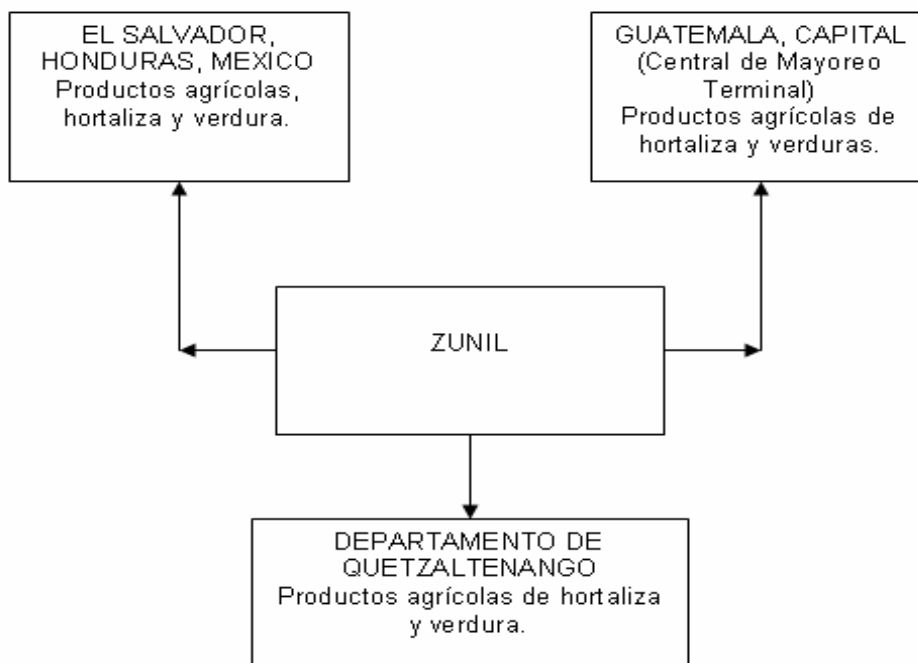 EL SALVADOR,
HONDURAS, MEXICO
Productos agrícolas,
hortaliza y verdura.
GUATEMALA, CAPITAL
(Central de Mayoreo
Terminal)
Productos agrícolas de
hortaliza y verduras.
ZUNIL
DEPARTAMENTO DE
QUETZALTENANGO
Productos agrícolas de hortaliza
y verdura.